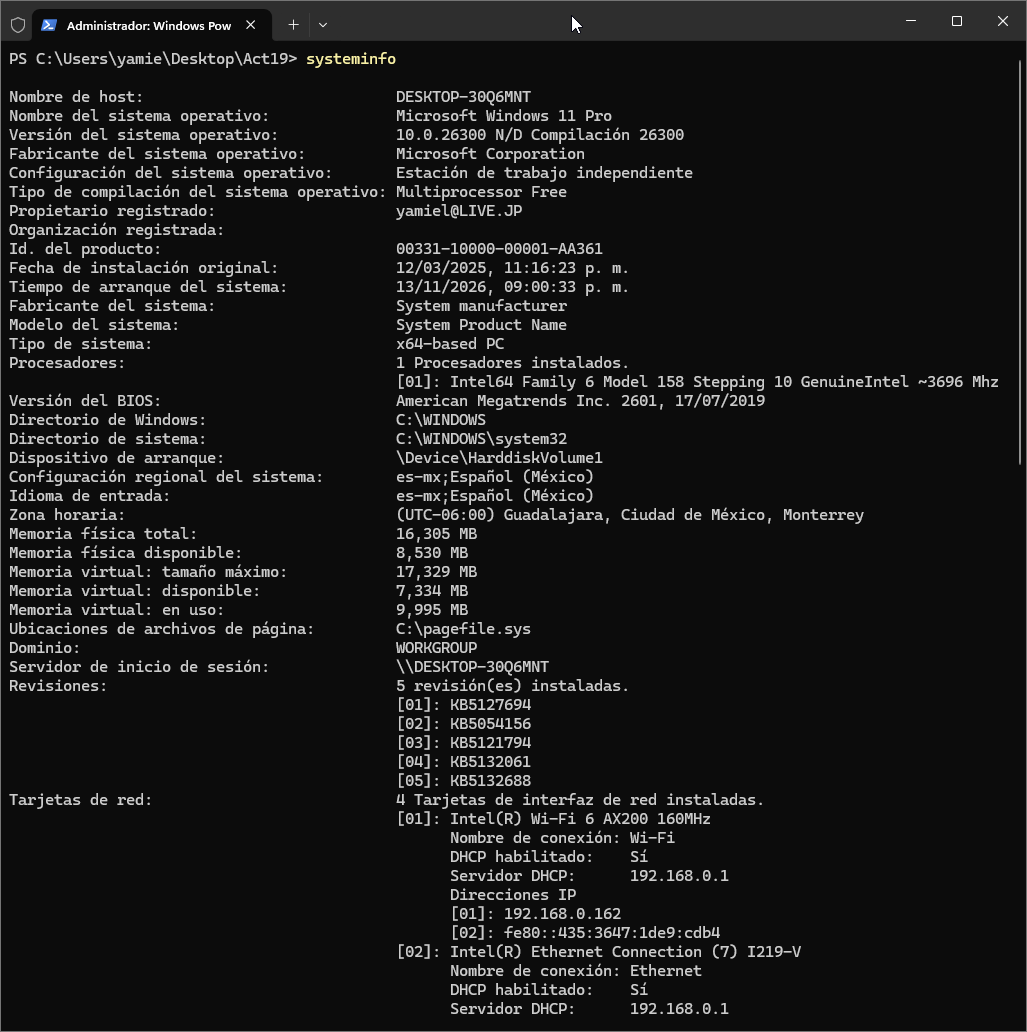 Administrador: Windows Pow
PS C:\Users\yamie\Desktop\Act19> systeminfo
Nombre de host: DESKTOP-30Q6MNT
Nombre del sistema operativo: Microsoft Windows 11 Pro
Versión del sistema operativo: 10.0.26300 N/D Compilación 26300
Fabricante del sistema operativo: Microsoft Corporation
Configuración del sistema operativo: Estación de trabajo independiente
Tipo de compilación del sistema operativo: Multiprocessor Free
Propietario registrado: yamiel@LIVE.JP
Organización registrada:
Id. del producto: 00331-10000-00001-AA361
Fecha de instalación original: 12/03/2025, 11:16:23 p. m.
Tiempo de arranque del sistema: 13/11/2026, 09:00:33 p. m.
Fabricante del sistema: System manufacturer
Modelo del sistema: System Product Name
Tipo de sistema: x64-based PC
Procesadores: 1 Procesadores instalados.
[01]: Intel64 Family 6 Model 158 Stepping 10 GenuineIntel ~3696 Mhz
Versión del BIOS: American Megatrends Inc. 2601, 17/07/2019
Directorio de Windows: C:\WINDOWS
Directorio de sistema: C:\WINDOWS\system32
Dispositivo de arranque: \Device\HarddiskVolume1
Configuración regional del sistema: es-mx;Español (México)
Idioma de entrada: es-mx;Español (México)
Zona horaria: (UTC-06:00) Guadalajara, Ciudad de México, Monterrey
Memoria física total: 16,305 MB
Memoria física disponible: 8,530 MB
Memoria virtual: tamaño máximo: 17,329 MB
Memoria virtual: disponible: 7,334 MB
Memoria virtual: en uso: 9,995 MB
Ubicaciones de archivos de página: C:\pagefile.sys
Dominio: WORKGROUP
Servidor de inicio de sesión: \\DESKTOP-30Q6MNT
Revisiones: 5 revisión(es) instaladas.
[01]: KB5127694
[02]: KB5054156
[03]: KB5121794
[04]: KB5132061
[05]: KB5132688
Tarjetas de red: 4 Tarjetas de interfaz de red instaladas.
[01]: Intel(R) Wi-Fi 6 AX200 160MHz
Nombre de conexión: Wi-Fi
DHCP habilitado: Sí
Servidor DHCP: 192.168.0.1
Direcciones IP
[01]: 192.168.0.162
[02]: fe80::435:3647:1de9:cdb4
[02]: Intel(R) Ethernet Connection (7) I219-V
Nombre de conexión: Ethernet
DHCP habilitado: Sí
Servidor DHCP: 192.168.0.1